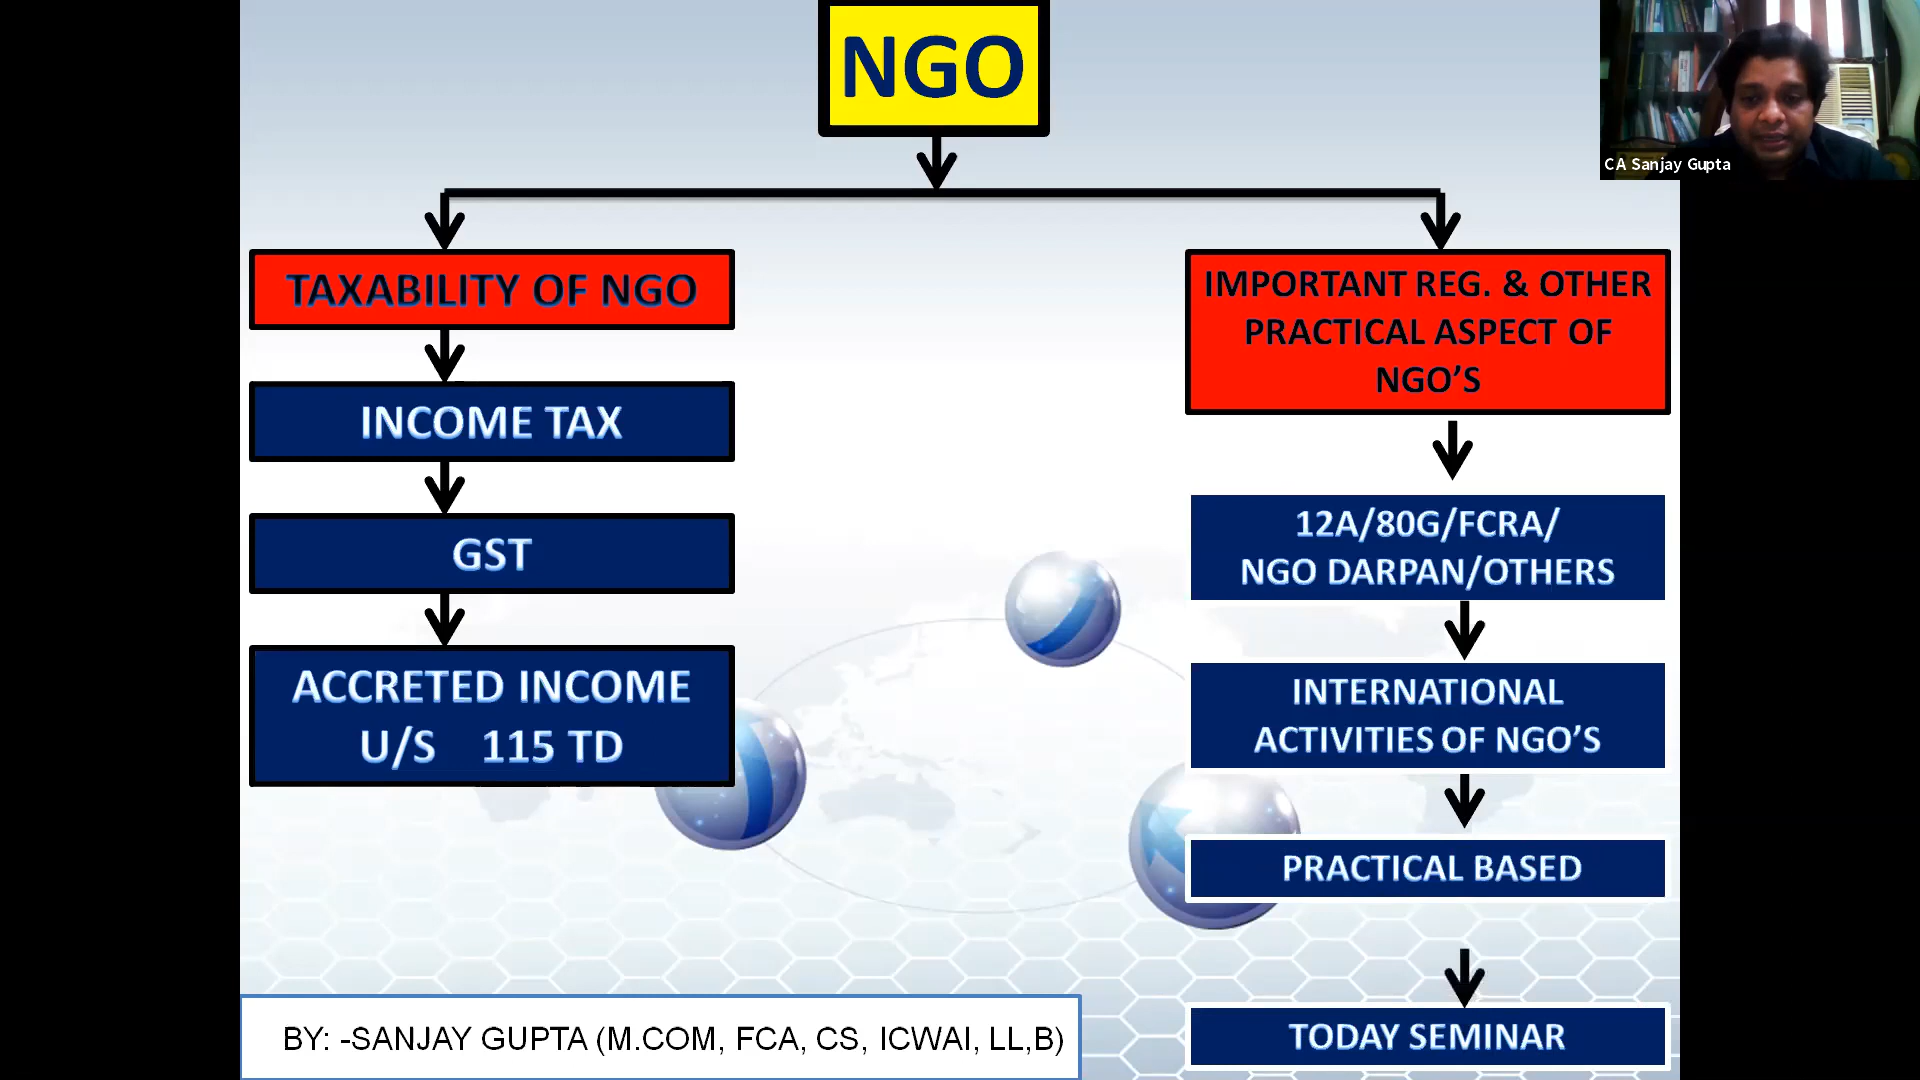 NGO
CA Sanjay Gupta
TAXABILITY OF NGO
INCOME TAX
GST
ACCRETED INCOME
U/S 115 TD
IMPORTANT REG. & OTHER
PRACTICAL ASPECT OF
NGO’S
12A/80G/FCRA/
NGO DARPAN/OTHERS
INTERNATIONAL
ACTIVITIES OF NGO’S
PRACTICAL BASED
TODAY SEMINAR
BY: -SANJAY GUPTA (M.COM, FCA, CS, ICWAI, LL,B)